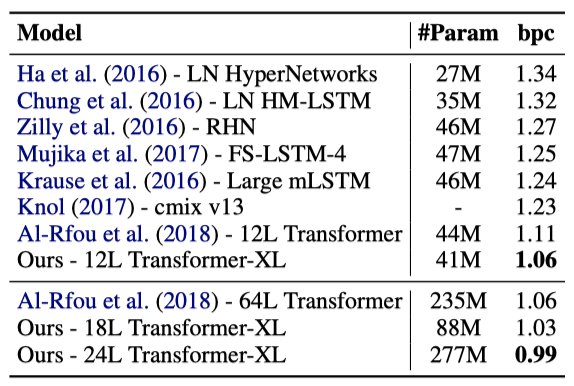 Model #Param bpc
Ha et al. (2016) - LN HyperNetworks 27M 1.34
Chung et al. (2016) - LN HM-LSTM 35M 1.32
Zilly et al. (2016) - RHN 46M 1.27
Mujika et al. (2017) - FS-LSTM-4 47M 1.25
Krause et al. (2016) - Large mLSTM 46M 1.24
Knol (2017) - cmix v13 - 1.23
Al-Rfou et al. (2018) - 12L Transformer 44M 1.11
Ours - 12L Transformer-XL 41M 1.06
Al-Rfou et al. (2018) - 64L Transformer 235M 1.06
Ours - 18L Transformer-XL 88M 1.03
Ours - 24L Transformer-XL 277M 0.99